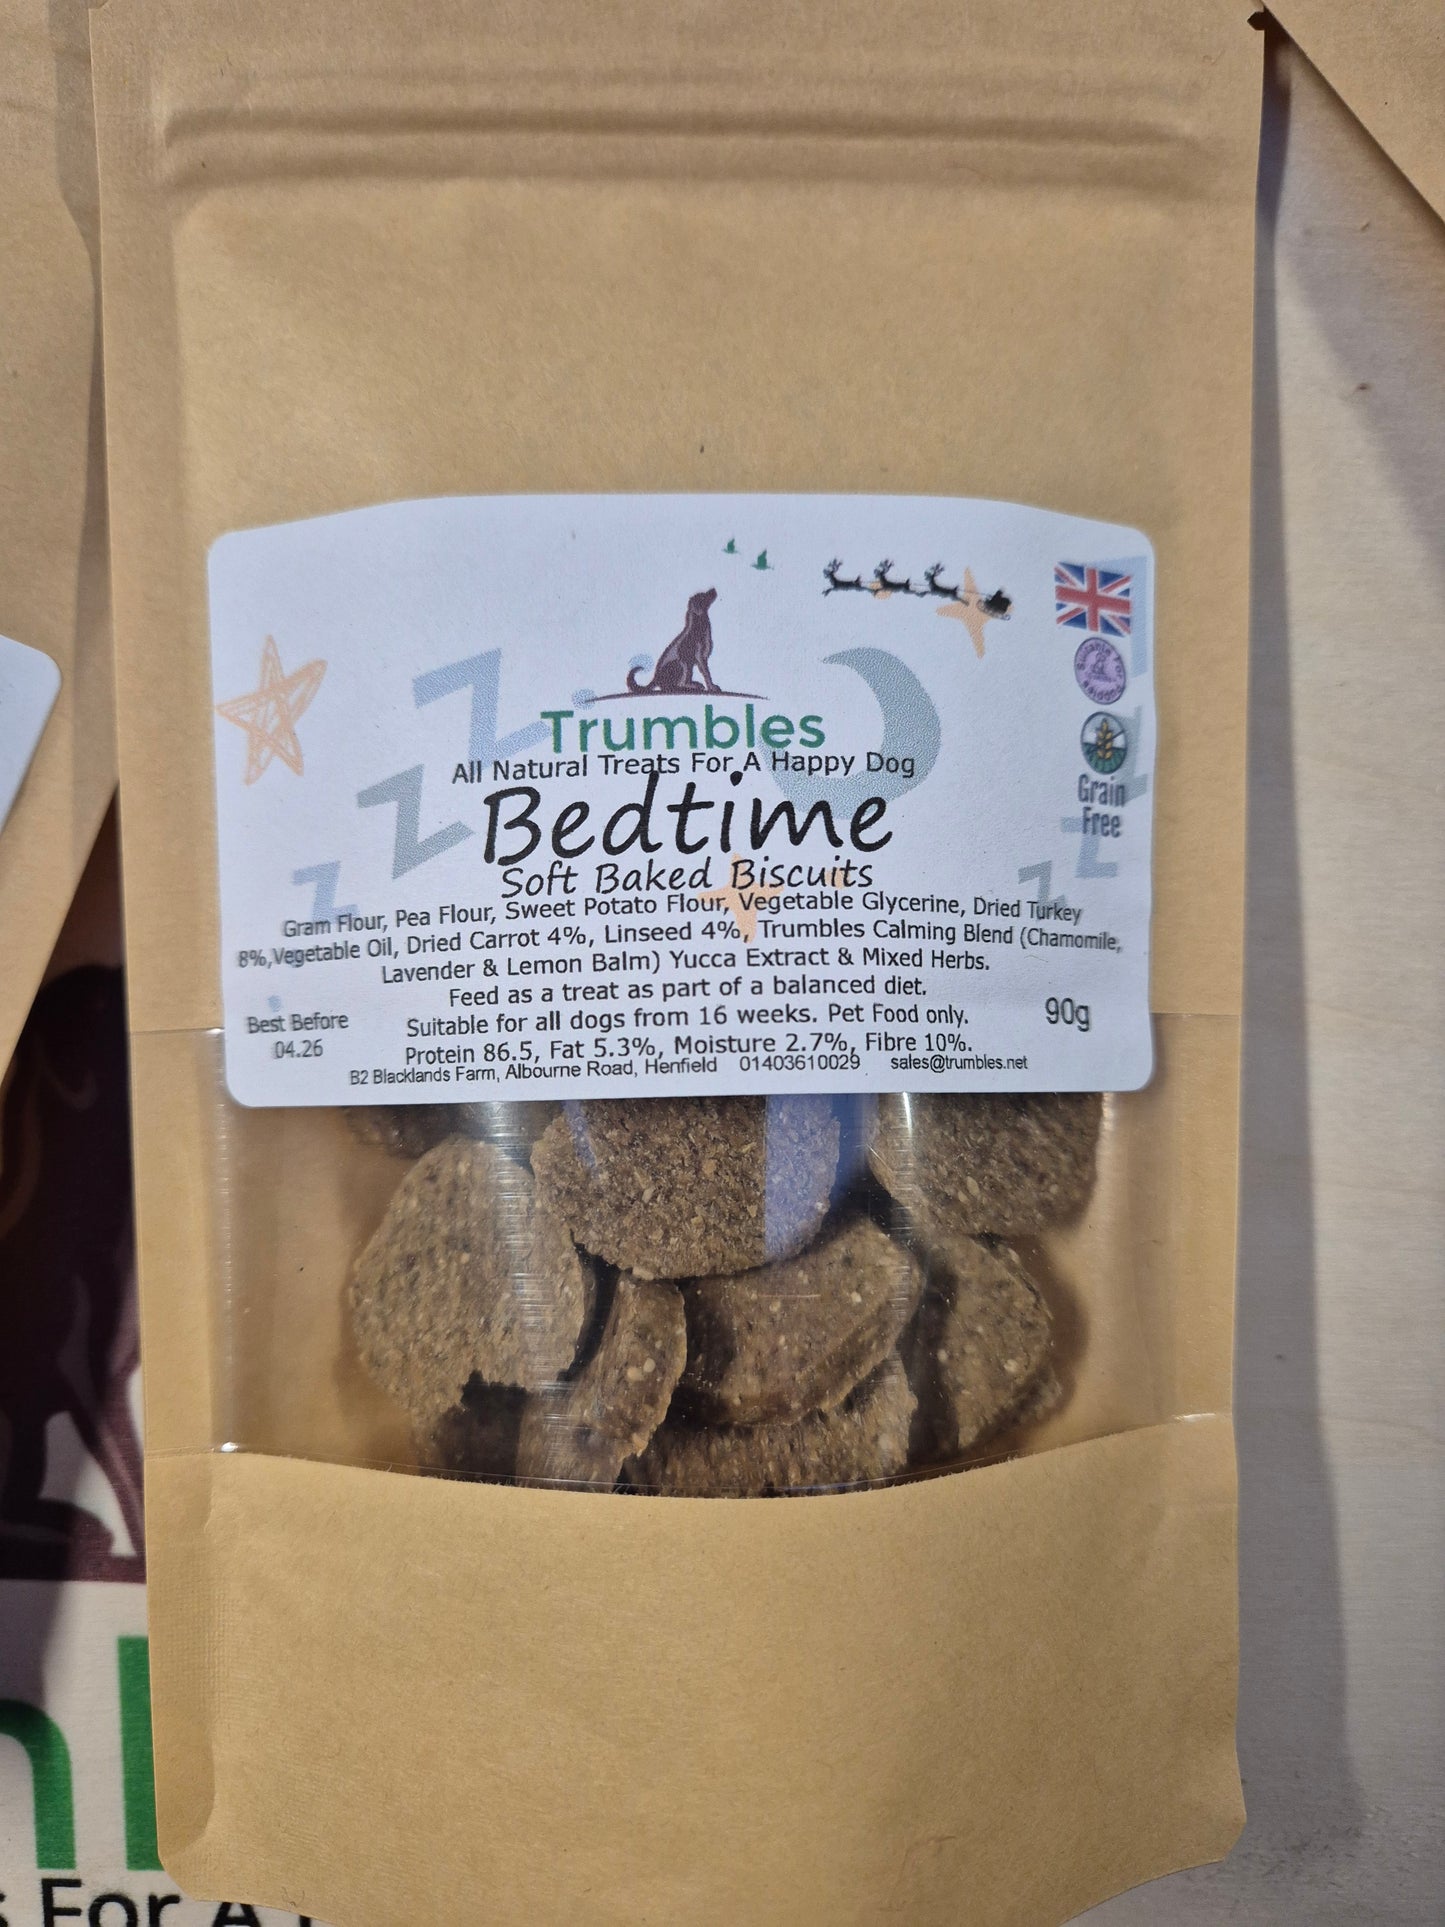 Trumbles
All Natural Treats For A Happy Dog
Bedtime
Soft Baked Biscuits
Gram Flour, Pea Flour, Sweet Potato Flour, Vegetable Glycerine, Dried Turkey
8%,Vegetable Oil, Dried Carrot 4%, Linseed 4%, Trumbles Calming Blend (Chamomile,
Lavender & Lemon Balm) Yucca Extract & Mixed Herbs.
Feed as a treat as part of a balanced diet.
Suitable for all dogs from 16 weeks. Pet Food only.
Protein 86.5, Fat 5.3%, Moisture 2.7%, Fibre 10%.
B2 Blacklands Farm, Albourne Road, Henfield 01403610029 sales@trumbles.net
Best Before
04.26
90g
Suitable For
Puppies
Grain
Free
Z
Z
Z
Z
Z
s For A